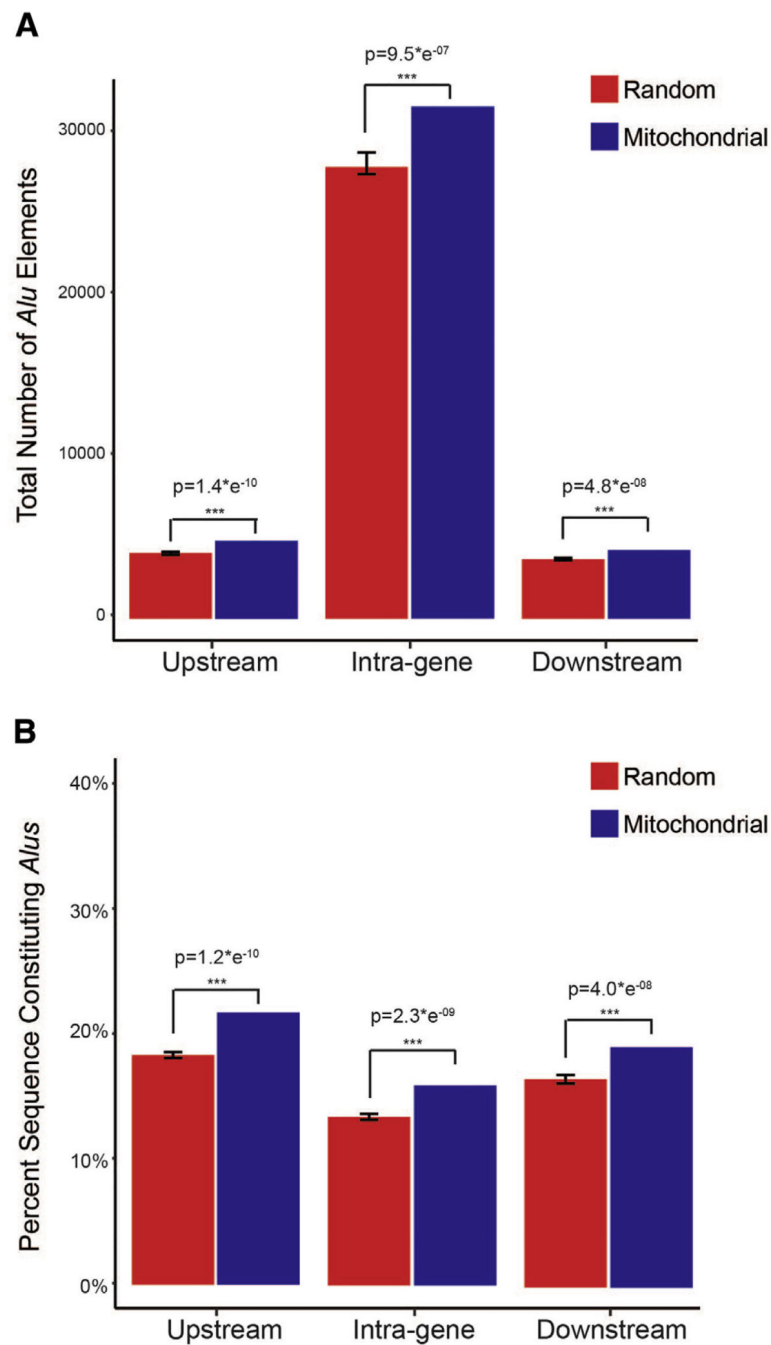 A
p=9.5*e-07
***
Random
Mitochondrial
30000
20000
10000
0
Total Number of Alu Elements
p=1.4*e-10
***
p=4.8*e-08
***
Upstream Intra-gene Downstream
B
Random
Mitochondrial
40%
30%
20%
10%
0%
Percent Sequence Constituting Alus
p=1.2*e-10
***
p=2.3*e-09
***
p=4.0*e-08
***
Upstream Intra-gene Downstream